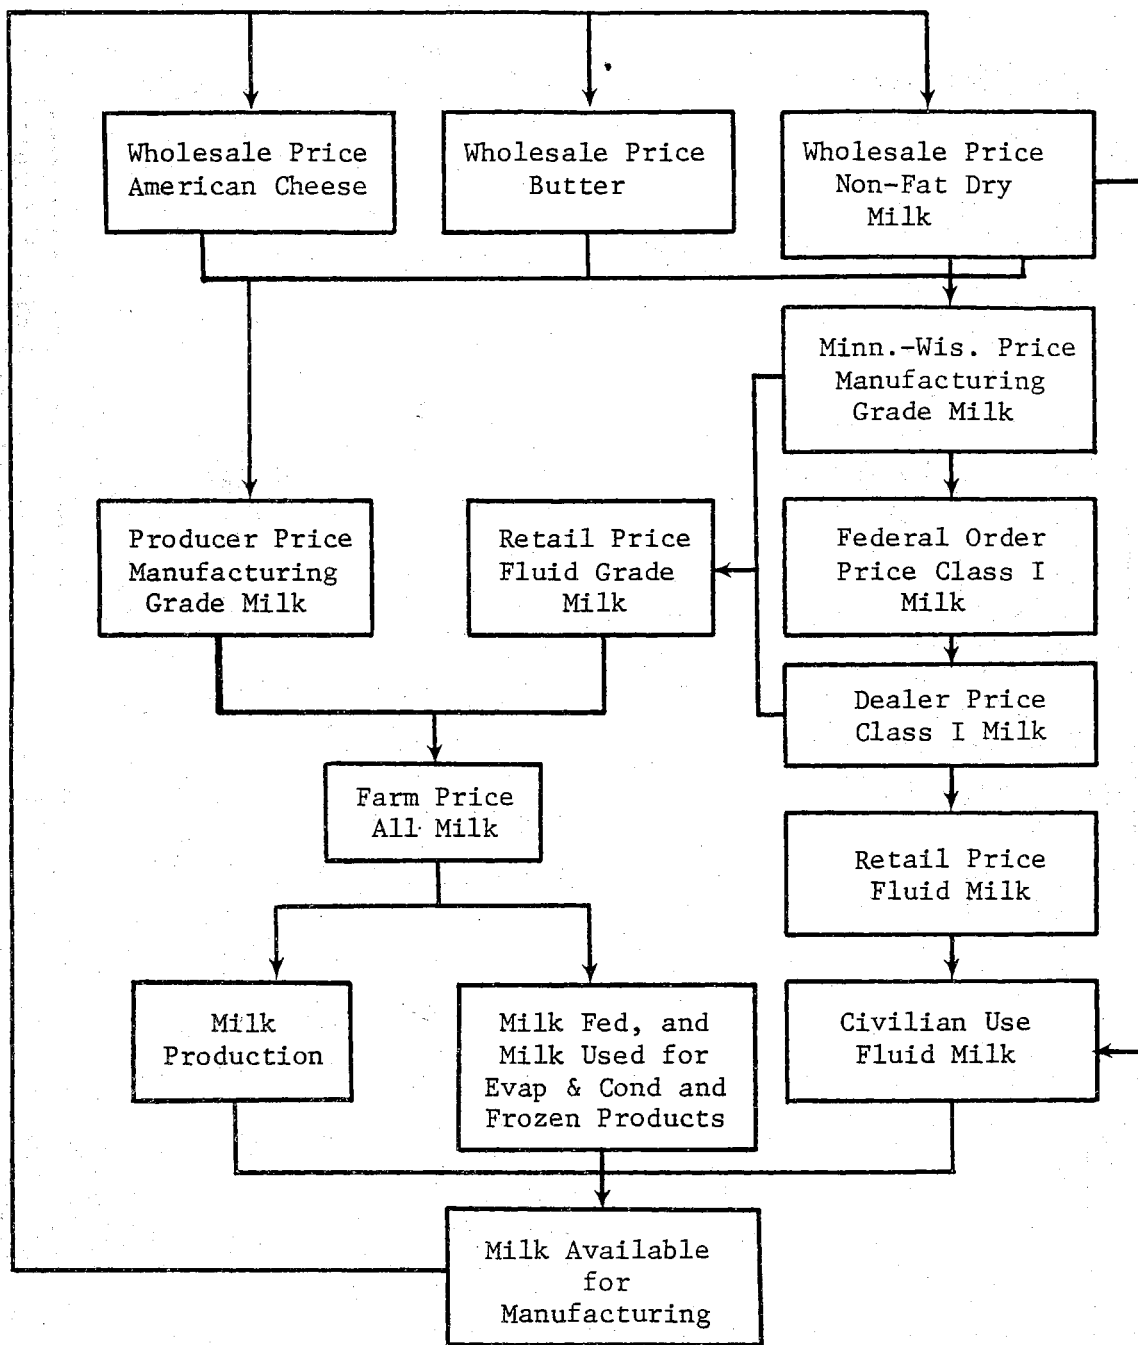 Wholesale Price
American Cheese
Wholesale Price
Butter
Wholesale Price
Non-Fat Dry
Milk
Minn.-Wis. Price
Manufacturing
Grade Milk
Producer Price
Manufacturing
Grade Milk
Retail Price
Fluid Grade
Milk
Federal Order
Price Class I
Milk
Dealer Price
Class I Milk
Farm Price
All Milk
Retail Price
Fluid Milk
Milk
Production
Milk Fed, and
Milk Used for
Evap & Cond and
Frozen Products
Civilian Use
Fluid Milk
Milk Available
for
Manufacturing